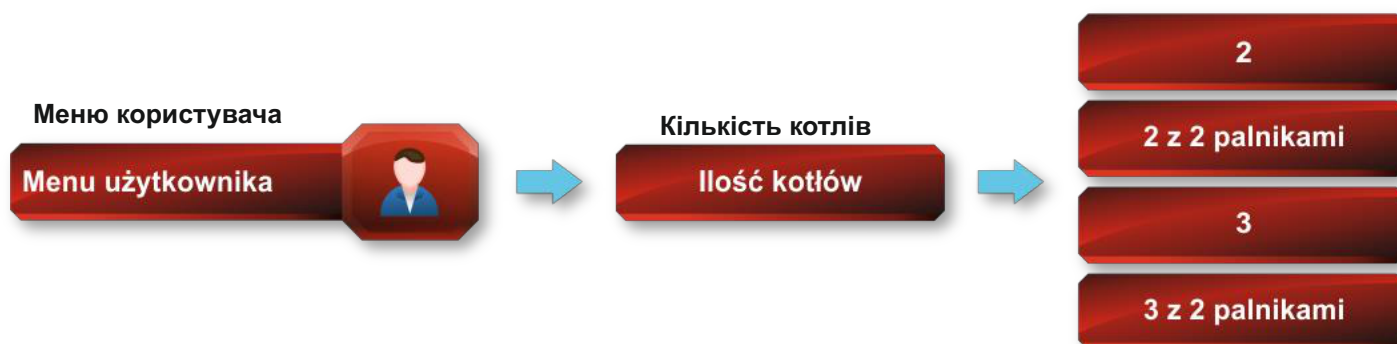 Меню користувача
Menu użytkownika
Кількість котлів
Ilość kotłów
2
2 z 2 palnikami
3
3 z 2 palnikami